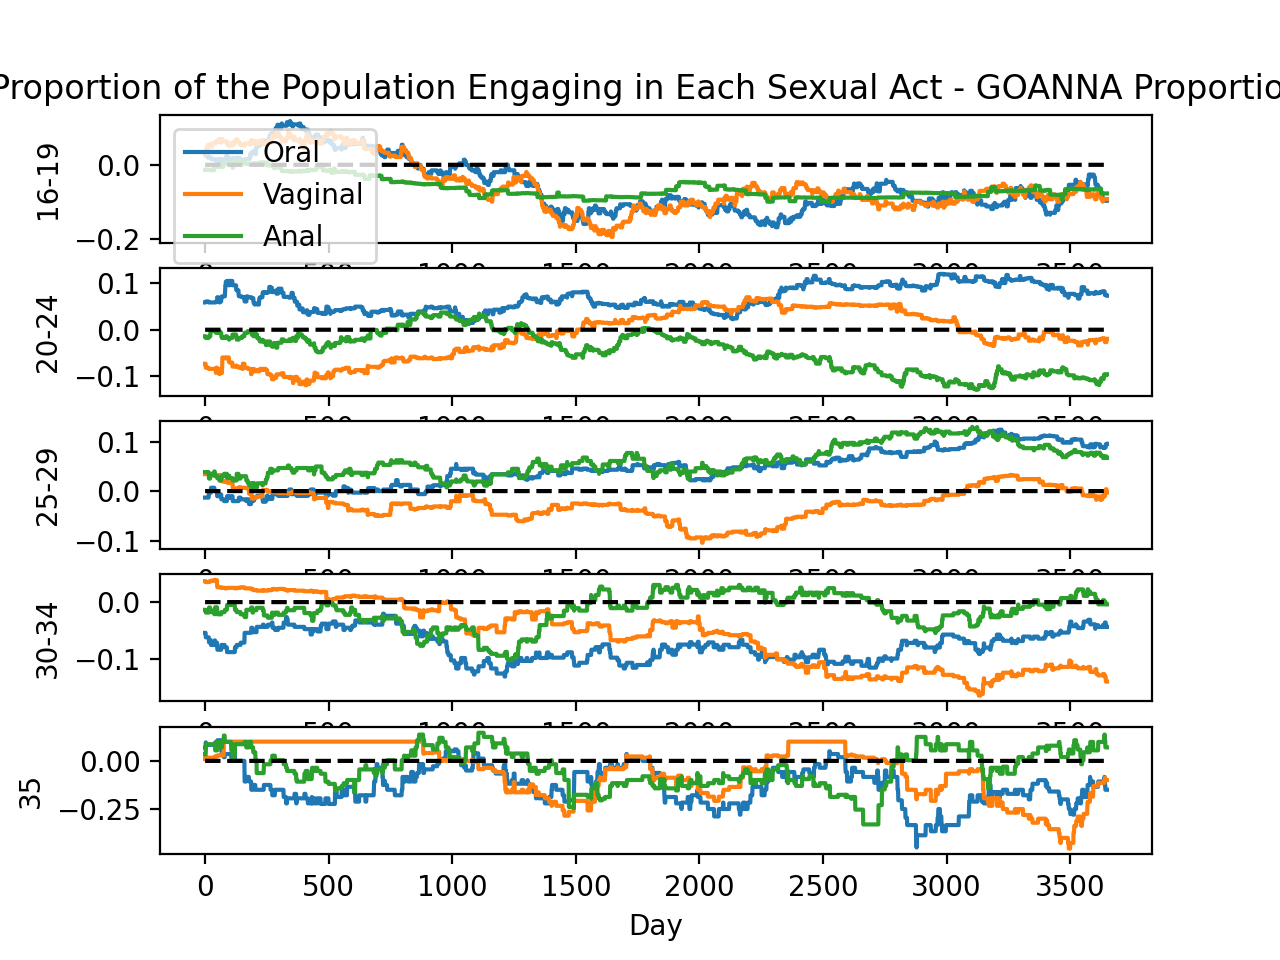 Proportion of the Population Engaging in Each Sexual Act - GOANNA Proportio
16-19
0.0
−0.2
Oral
Vaginal
Anal
20-24
0.1
0.0
−0.1
25-29
0.1
0.0
−0.1
30-34
0.0
−0.1
35
0.00
−0.25
0 500 1000 1500 2000 2500 3000 3500
Day